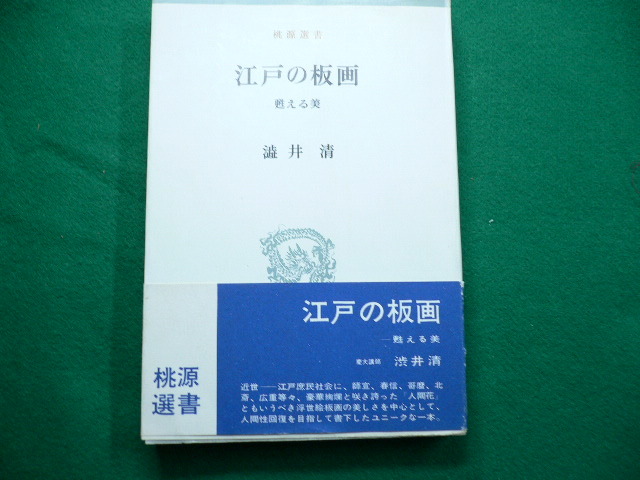 桃源選書
江戸の板画
甦える美
澁井 清
江戸の板画
―甦える美
慶大講師 渋井清
桃源
選書
近世――江戸庶民社会に、師宣、春信、哥麿、北
斎、広重等々、豪華絢爛と咲き誇った「人間花」
ともいうべき浮世絵板画の美しさを中心として、
人間性回復を目指して書下したユニークな一本。